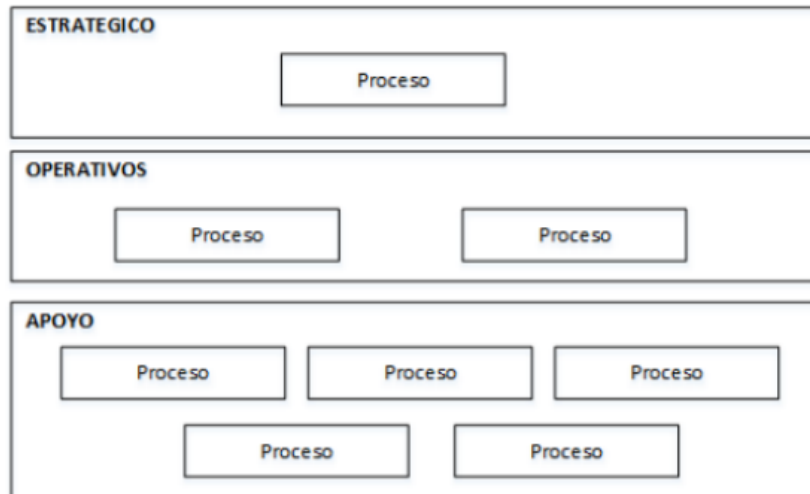 ESTRATEGICO
Proceso
OPERATIVOS
Proceso Proceso
APOYO
Proceso Proceso Proceso
Proceso Proceso